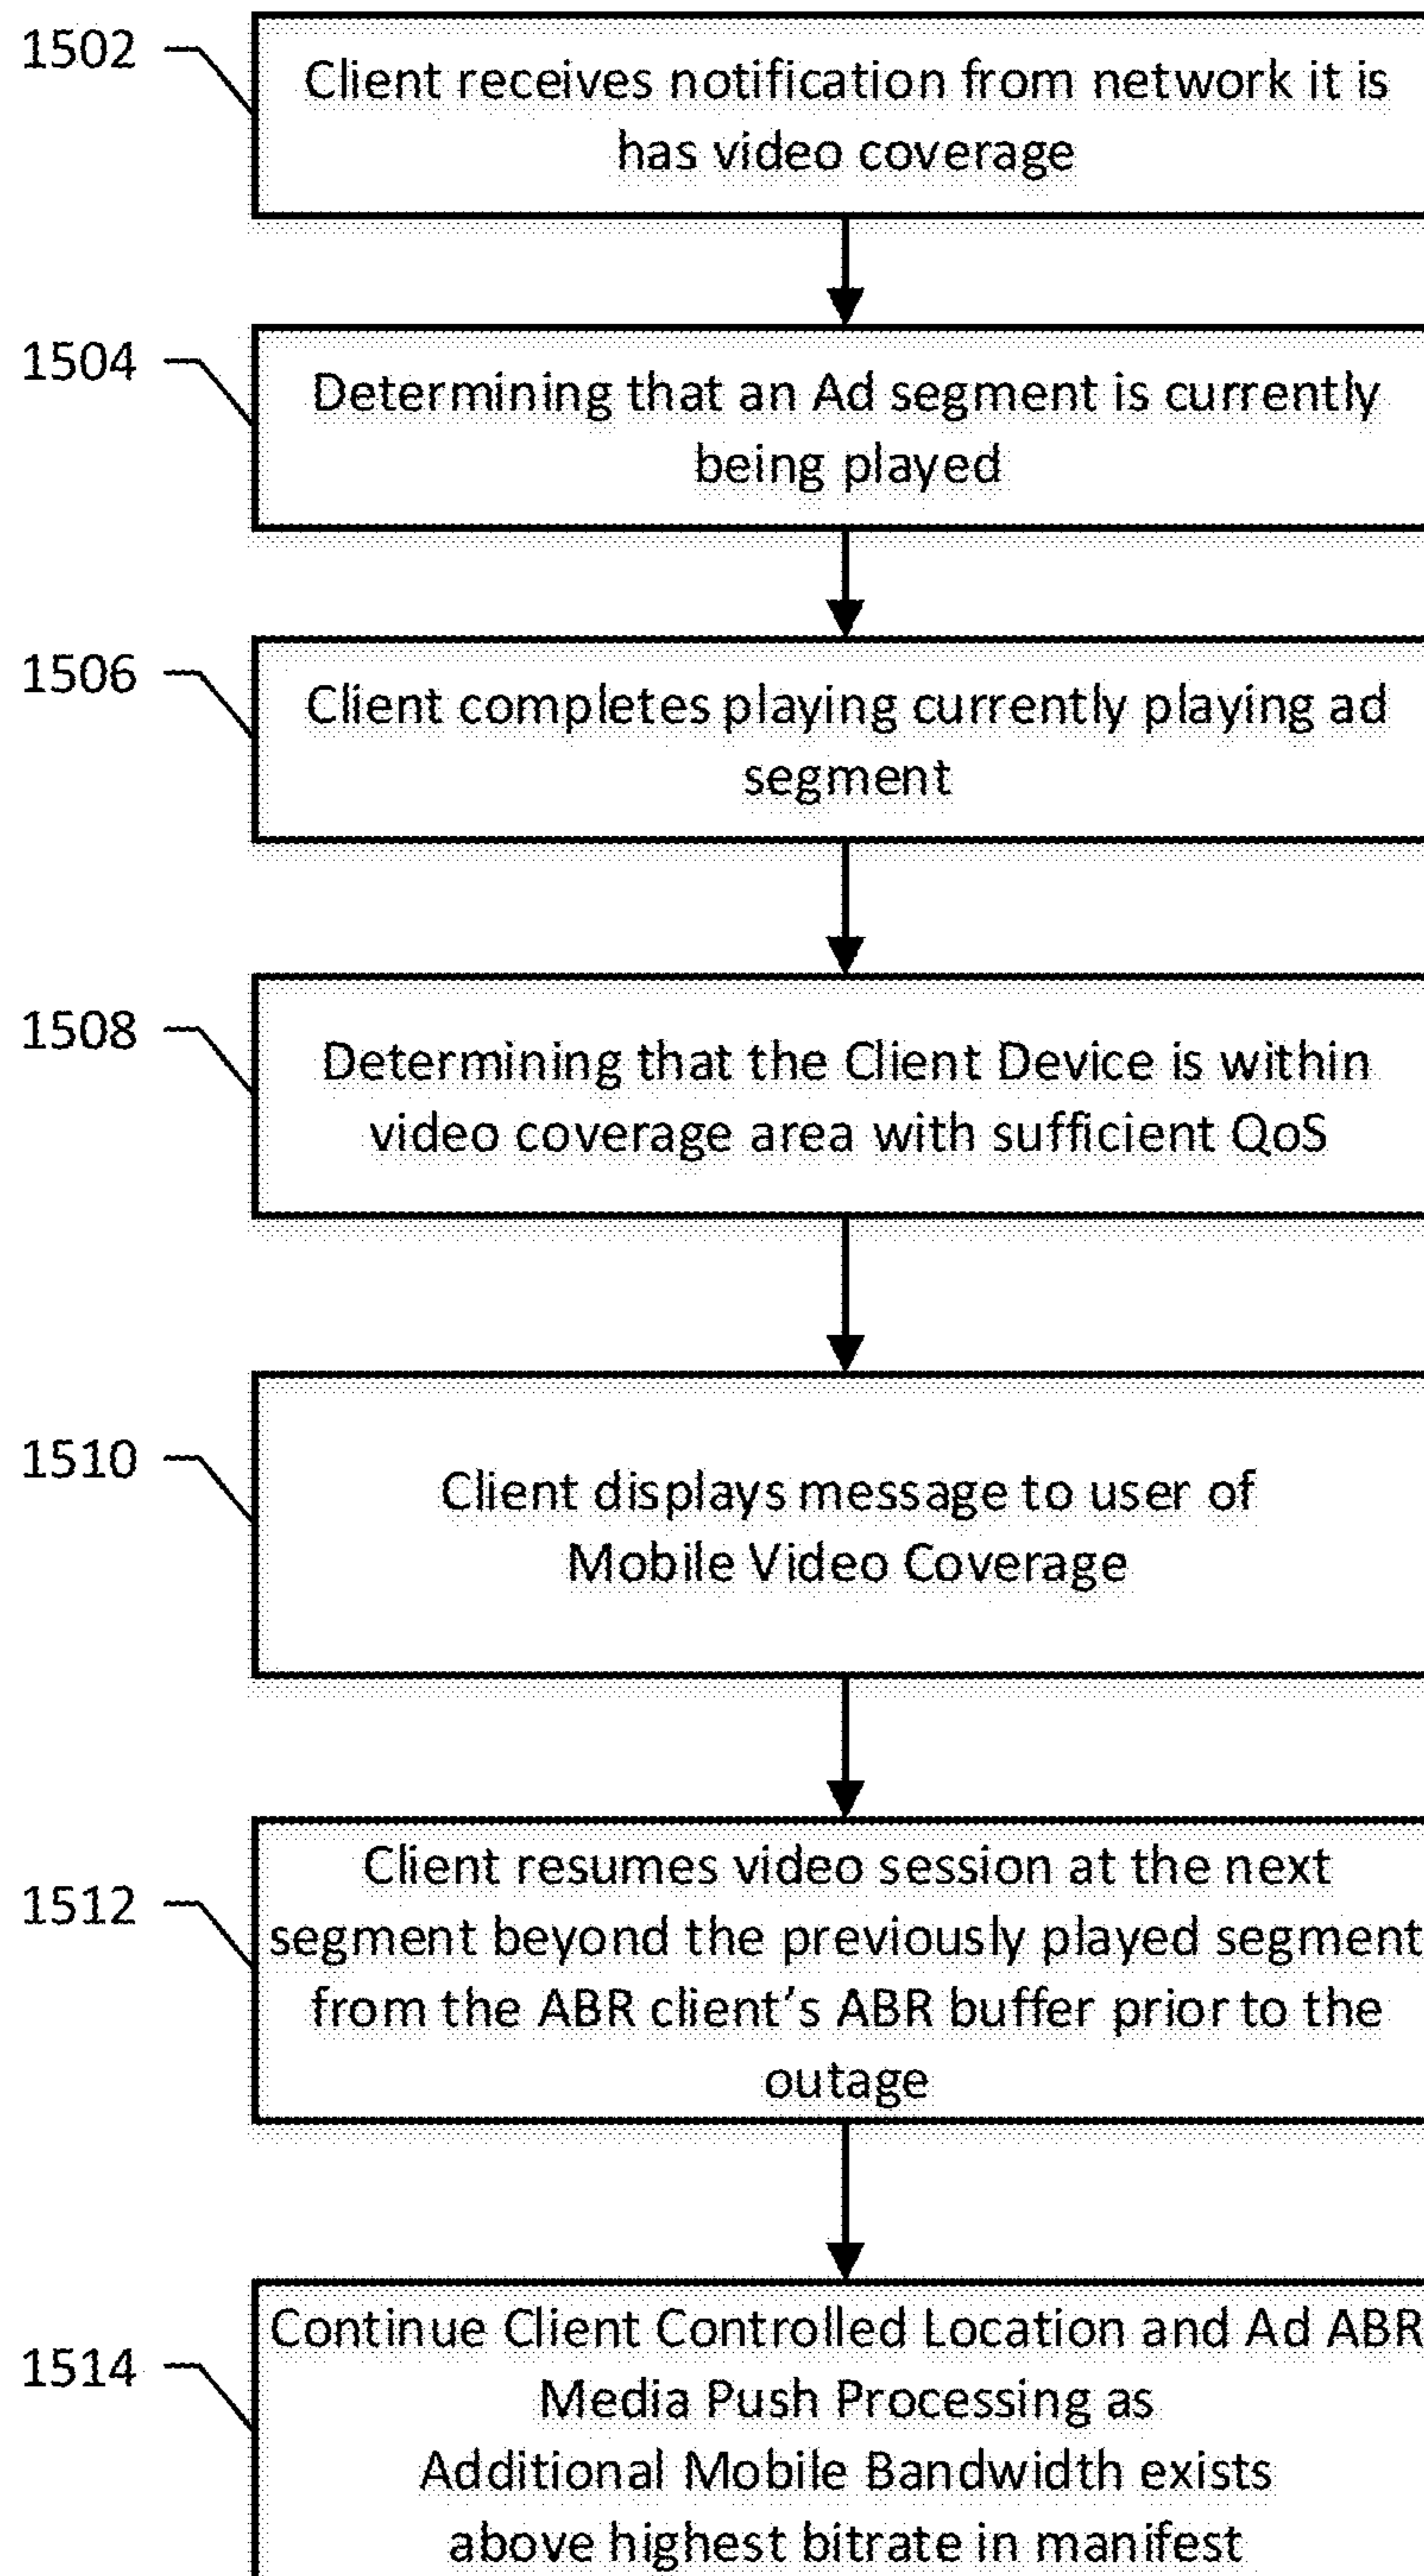 1502
Client receives notification from network it is
has video coverage
1504
Determining that an Ad segment is currently
being played
1506
Client completes playing currently playing ad
segment
1508
Determining that the Client Device is within
video coverage area with sufficient QoS
1510
Client displays message to user of
Mobile Video Coverage
1512
Client resumes video session at the next
segment beyond the previously played segment
from the ABR client's ABR buffer prior to the
outage
1514
Continue Client Controlled Location and Ad ABR
Media Push Processing as
Additional Mobile Bandwidth exists
above highest bitrate in manifest